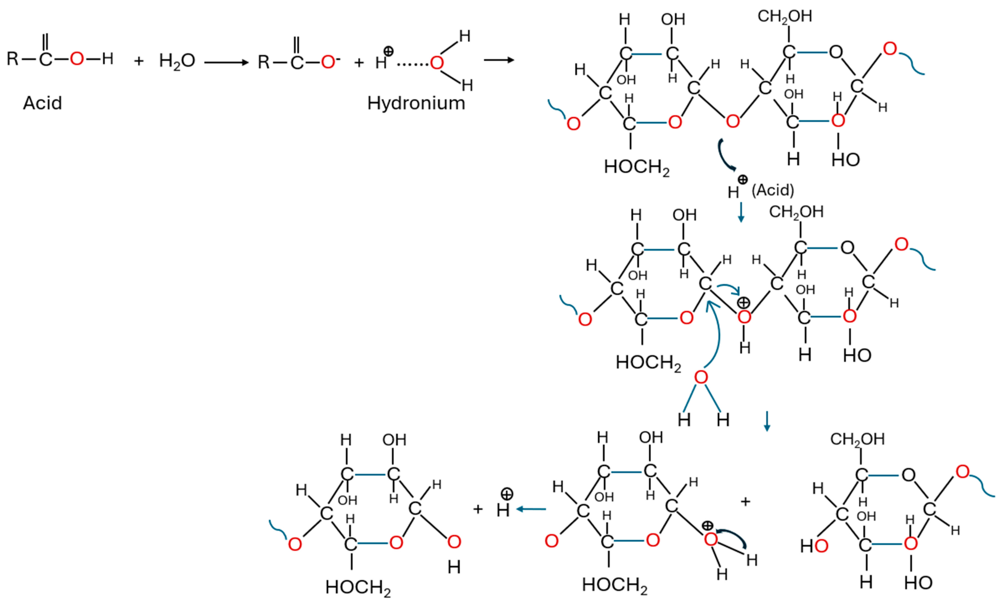 R—C—O—H + H₂O ⟶ R—C—O⁻ + H⊕······O H H ⟶
Acid
Hydronium
H OH CH₂OH
C C C O O
H H H
OH H H
C C C C
H OH H H
O C O O C O
HOCH₂ H HO
H⊕ (Acid)
H OH CH₂OH
C C C O O
H H H
OH H H
C C C C
H OH H H
⊕
O C O O C O
H
HOCH₂ H HO
O
H H
H OH H OH CH₂OH
C C C C C O O
H H H H H
OH H OH H H
C C + H⊕ C C + C C
H H OH H H
⊕
O C O O O C O O HO C O
H H H
HOCH₂ HOCH₂ H HO